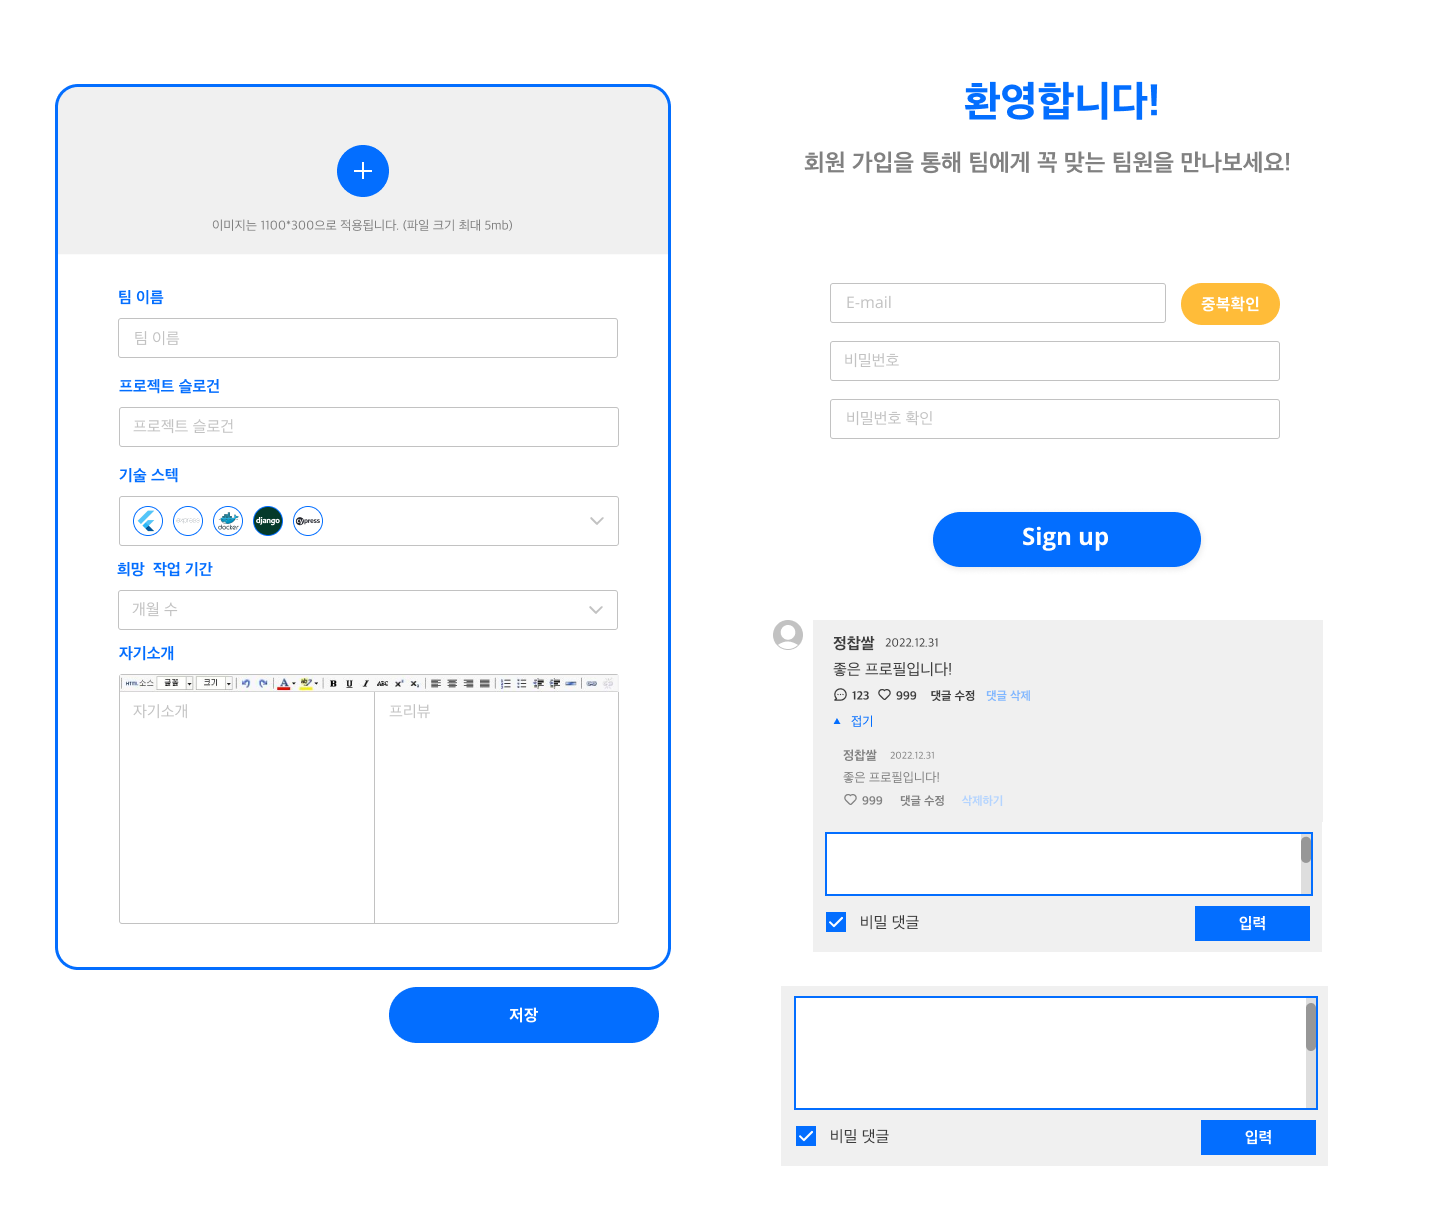 이미지는 1100*300으로 적용됩니다. (파일 크기 최대 5mb)
팀 이름
팀 이름
프로젝트 슬로건
프로젝트 슬로건
기술 스텍
docker django cypress
희망 작업 기간
개월 수
자기소개
HTML 소스 글꼴 크기 A 가 B U I ABC x² x₂
자기소개 프리뷰
저장
환영합니다!
회원 가입을 통해 팀에게 꼭 맞는 팀원을 만나보세요!
E-mail 중복확인
비밀번호
비밀번호 확인
Sign up
정찹쌀 2022.12.31
좋은 프로필입니다!
123 999 댓글 수정 댓글 삭제
접기
정찹쌀 2022.12.31
좋은 프로필입니다!
999 댓글 수정 삭제하기
비밀 댓글 입력
비밀 댓글 입력